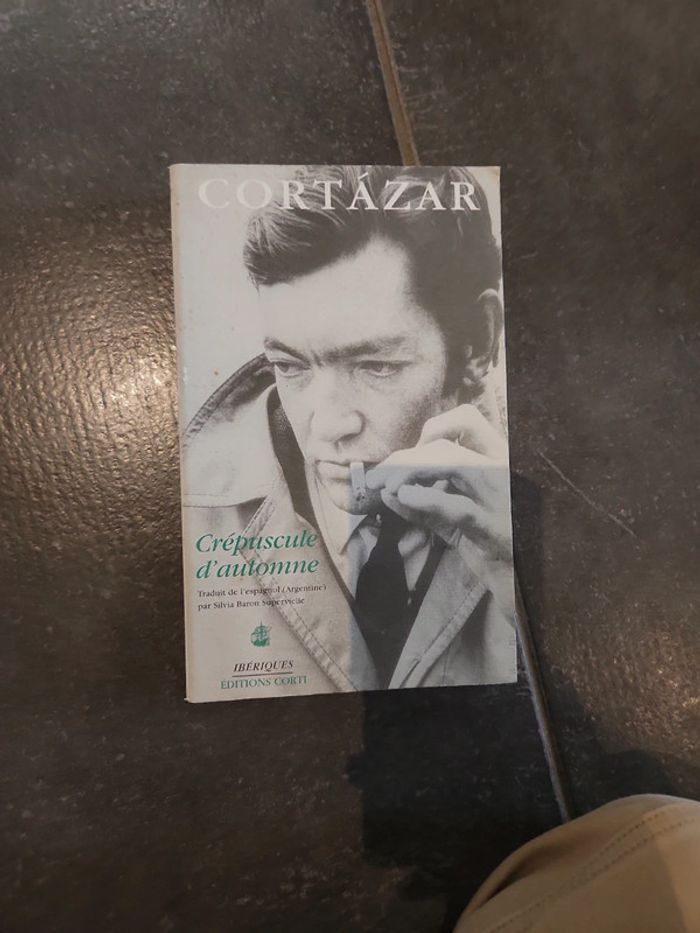 CORTÁZAR
Crépuscule
d'automne
Traduit de l'espagnol (Argentine)
par Silvia Baron Supervielle
IBÉRIQUES
ÉDITIONS CORTI